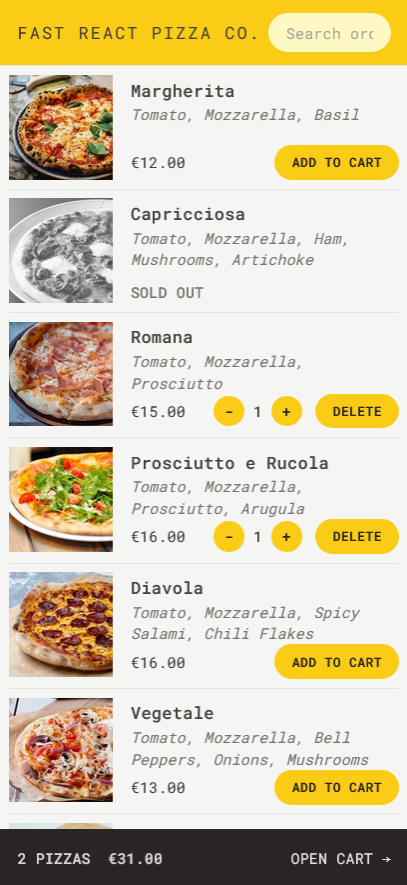 FAST REACT PIZZA CO.
Search ord
Margherita
Tomato, Mozzarella, Basil
€12.00
ADD TO CART
Capricciosa
Tomato, Mozzarella, Ham,
Mushrooms, Artichoke
SOLD OUT
Romana
Tomato, Mozzarella,
Prosciutto
€15.00
-
1
+
DELETE
Prosciutto e Rucola
Tomato, Mozzarella,
Prosciutto, Arugula
€16.00
-
1
+
DELETE
Diavola
Tomato, Mozzarella, Spicy
Salami, Chili Flakes
€16.00
ADD TO CART
Vegetale
Tomato, Mozzarella, Bell
Peppers, Onions, Mushrooms
€13.00
ADD TO CART
2 PIZZAS €31.00
OPEN CART →